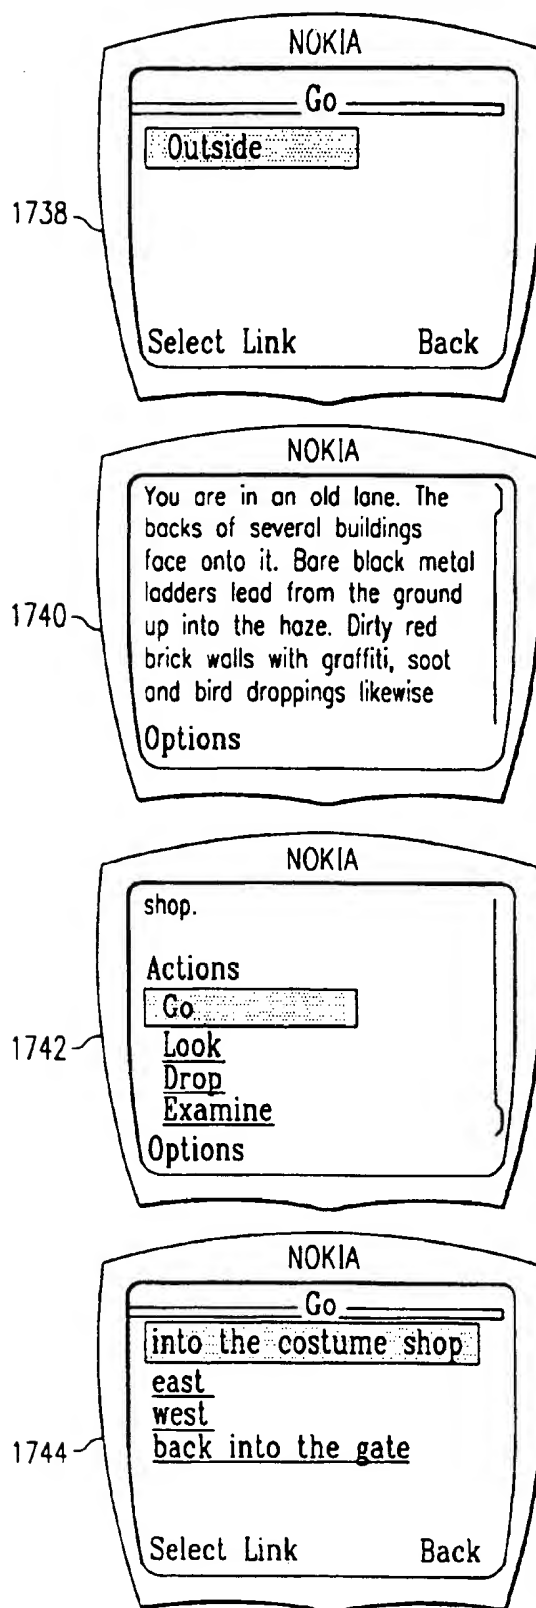 NOKIA
Go
Outside
1738
Select Link Back
NOKIA
You are in an old lane. The
backs of several buildings
face onto it. Bare black metal
ladders lead from the ground
1740
up into the haze. Dirty red
brick walls with graffiti, soot
and bird droppings likewise
Options
NOKIA
shop.
Actions
Go
1742
Look
Drop
Examine
Options
NOKIA
Go
into the costume shop
east
west
1744
back into the gate
Select Link Back